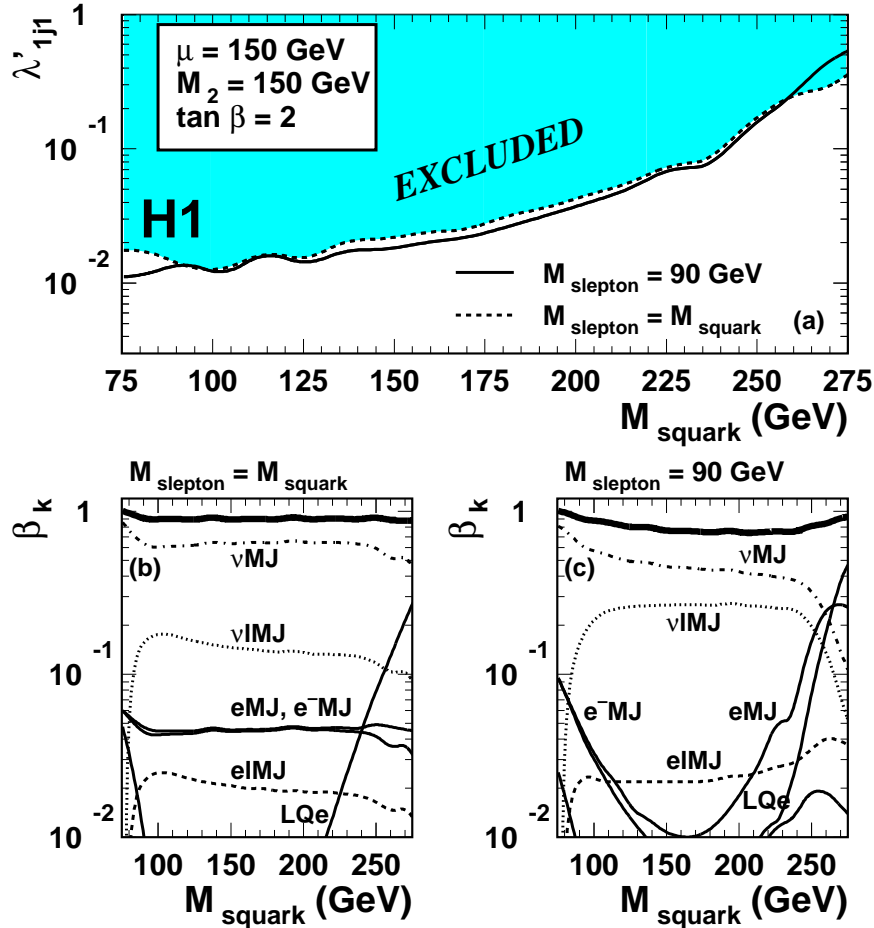 λ'1j1
1
10 -1
10 -2
μ = 150 GeV
M2 = 150 GeV
tan β = 2
EXCLUDED
H1
M slepton = 90 GeV
M slepton = M squark
(a)
75 100 125 150 175 200 225 250 275
M squark (GeV)
M slepton = M squark
βk
1
10 -1
10 -2
(b)
νMJ
νlMJ
eMJ, e⁻MJ
elMJ
LQe
100 150 200 250
M squark (GeV)
M slepton = 90 GeV
βk
1
10 -1
10 -2
(c)
νMJ
νlMJ
e⁻MJ
eMJ
elMJ
LQe
100 150 200 250
M squark (GeV)